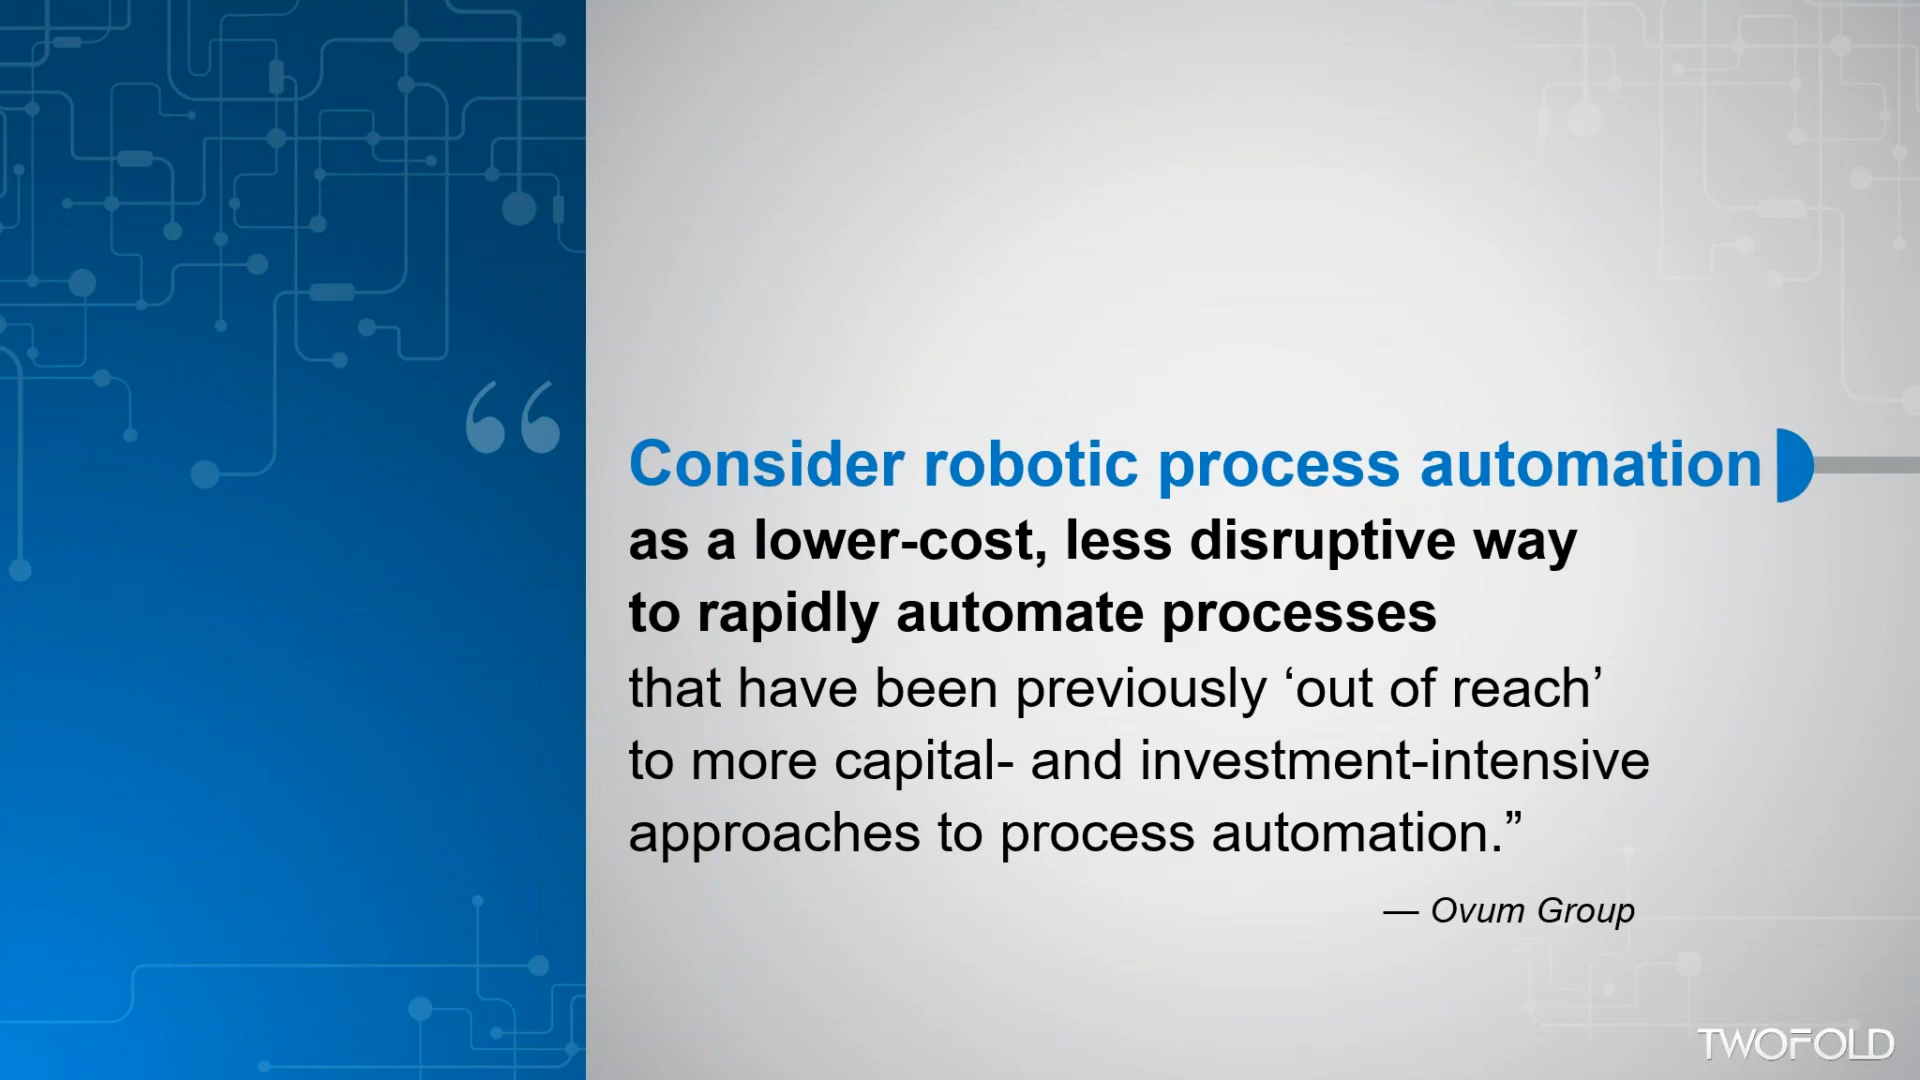 “
Consider robotic process automation
as a lower-cost, less disruptive way
to rapidly automate processes
that have been previously ‘out of reach’
to more capital- and investment-intensive
approaches to process automation.”
— Ovum Group
TWOFOLD